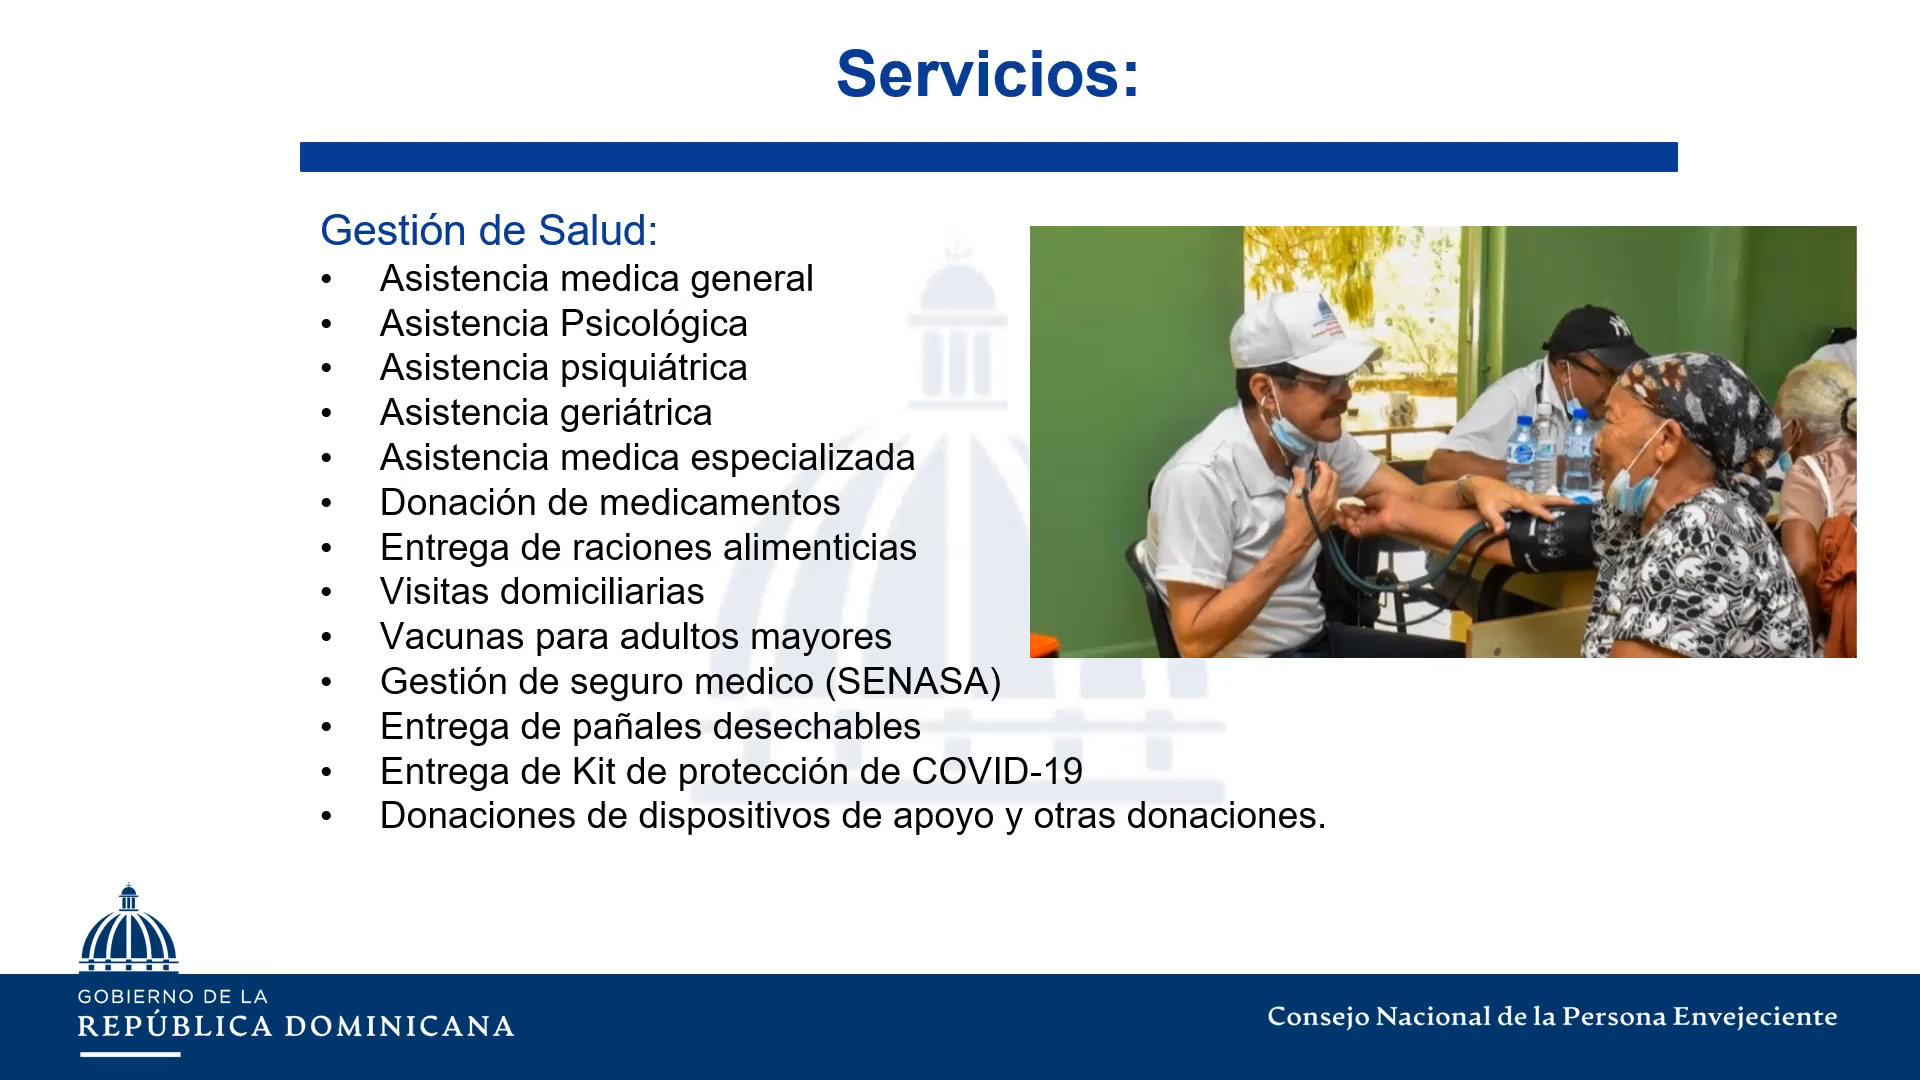 Servicios:
Gestión de Salud:
• Asistencia medica general
• Asistencia Psicológica
• Asistencia psiquiátrica
• Asistencia geriátrica
• Asistencia medica especializada
• Donación de medicamentos
• Entrega de raciones alimenticias
• Visitas domiciliarias
• Vacunas para adultos mayores
• Gestión de seguro medico (SENASA)
• Entrega de pañales desechables
• Entrega de Kit de protección de COVID-19
• Donaciones de dispositivos de apoyo y otras donaciones.
GOBIERNO DE LA
REPÚBLICA DOMINICANA
Consejo Nacional de la Persona Envejeciente